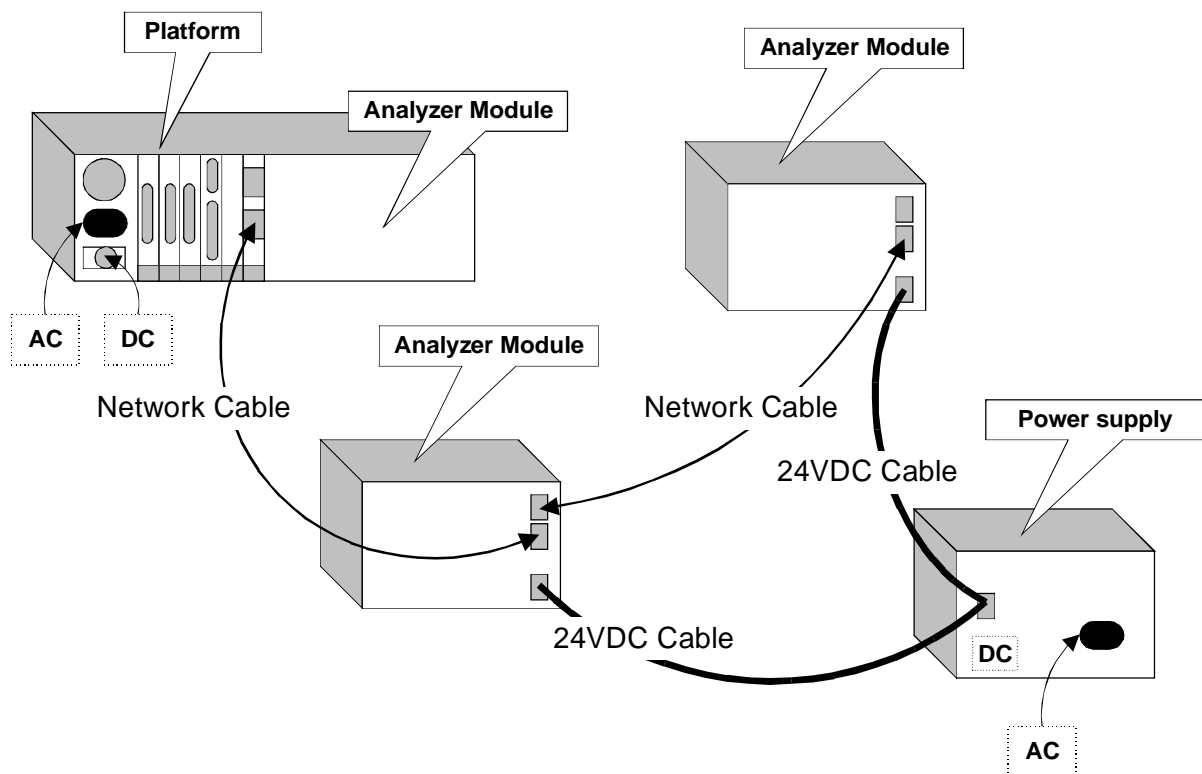 Platform
Analyzer Module
Analyzer Module
AC
DC
Analyzer Module
Network Cable
Network Cable
Power supply
24VDC Cable
24VDC Cable
DC
AC